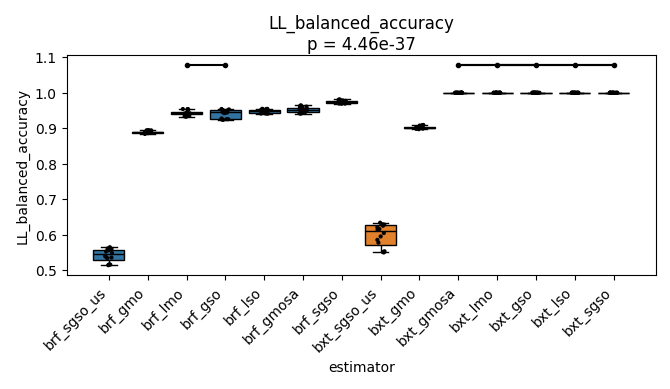 LL_balanced_accuracy
p = 4.46e-37
LL_balanced_accuracy
1.1
1.0
0.9
0.8
0.7
0.6
0.5
brf_sgso_us
brf_gmo
brf_lmo
brf_gso
brf_lso
brf_gmosa
brf_sgso
bxt_sgso_us
bxt_gmo
bxt_gmosa
bxt_lmo
bxt_gso
bxt_lso
bxt_sgso
estimator